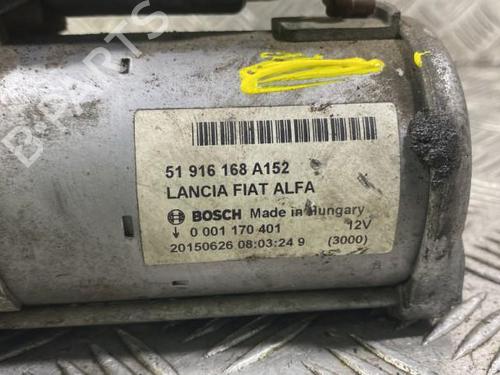 B-PARTS
51 916 168 A152
LANCIA FIAT ALFA
BOSCH Made in Hungary
0 001 170 401 12V
20150626 08:03:24 9 (3000)